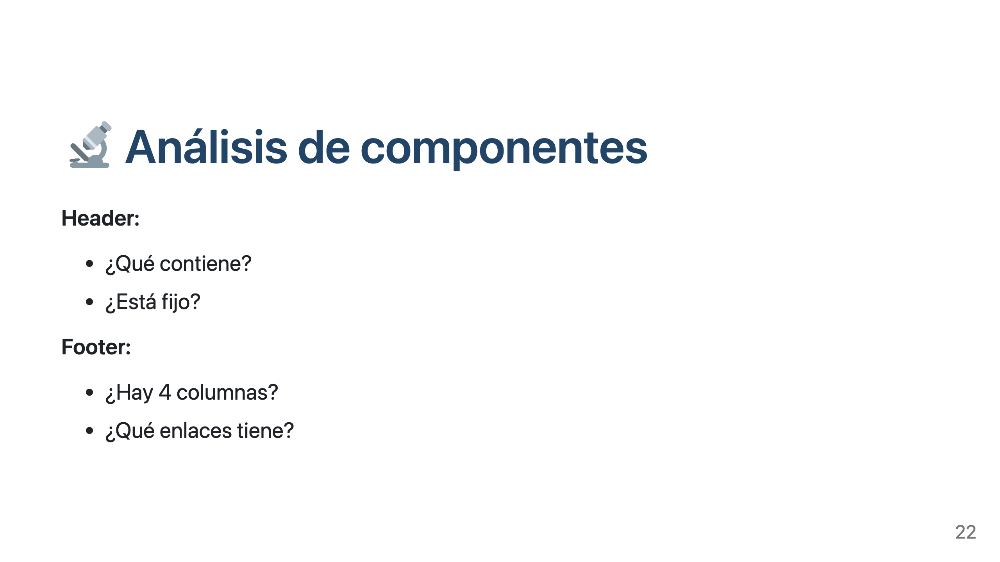 Análisis de componentes
Header:
• ¿Qué contiene?
• ¿Está fijo?
Footer:
• ¿Hay 4 columnas?
• ¿Qué enlaces tiene?
22